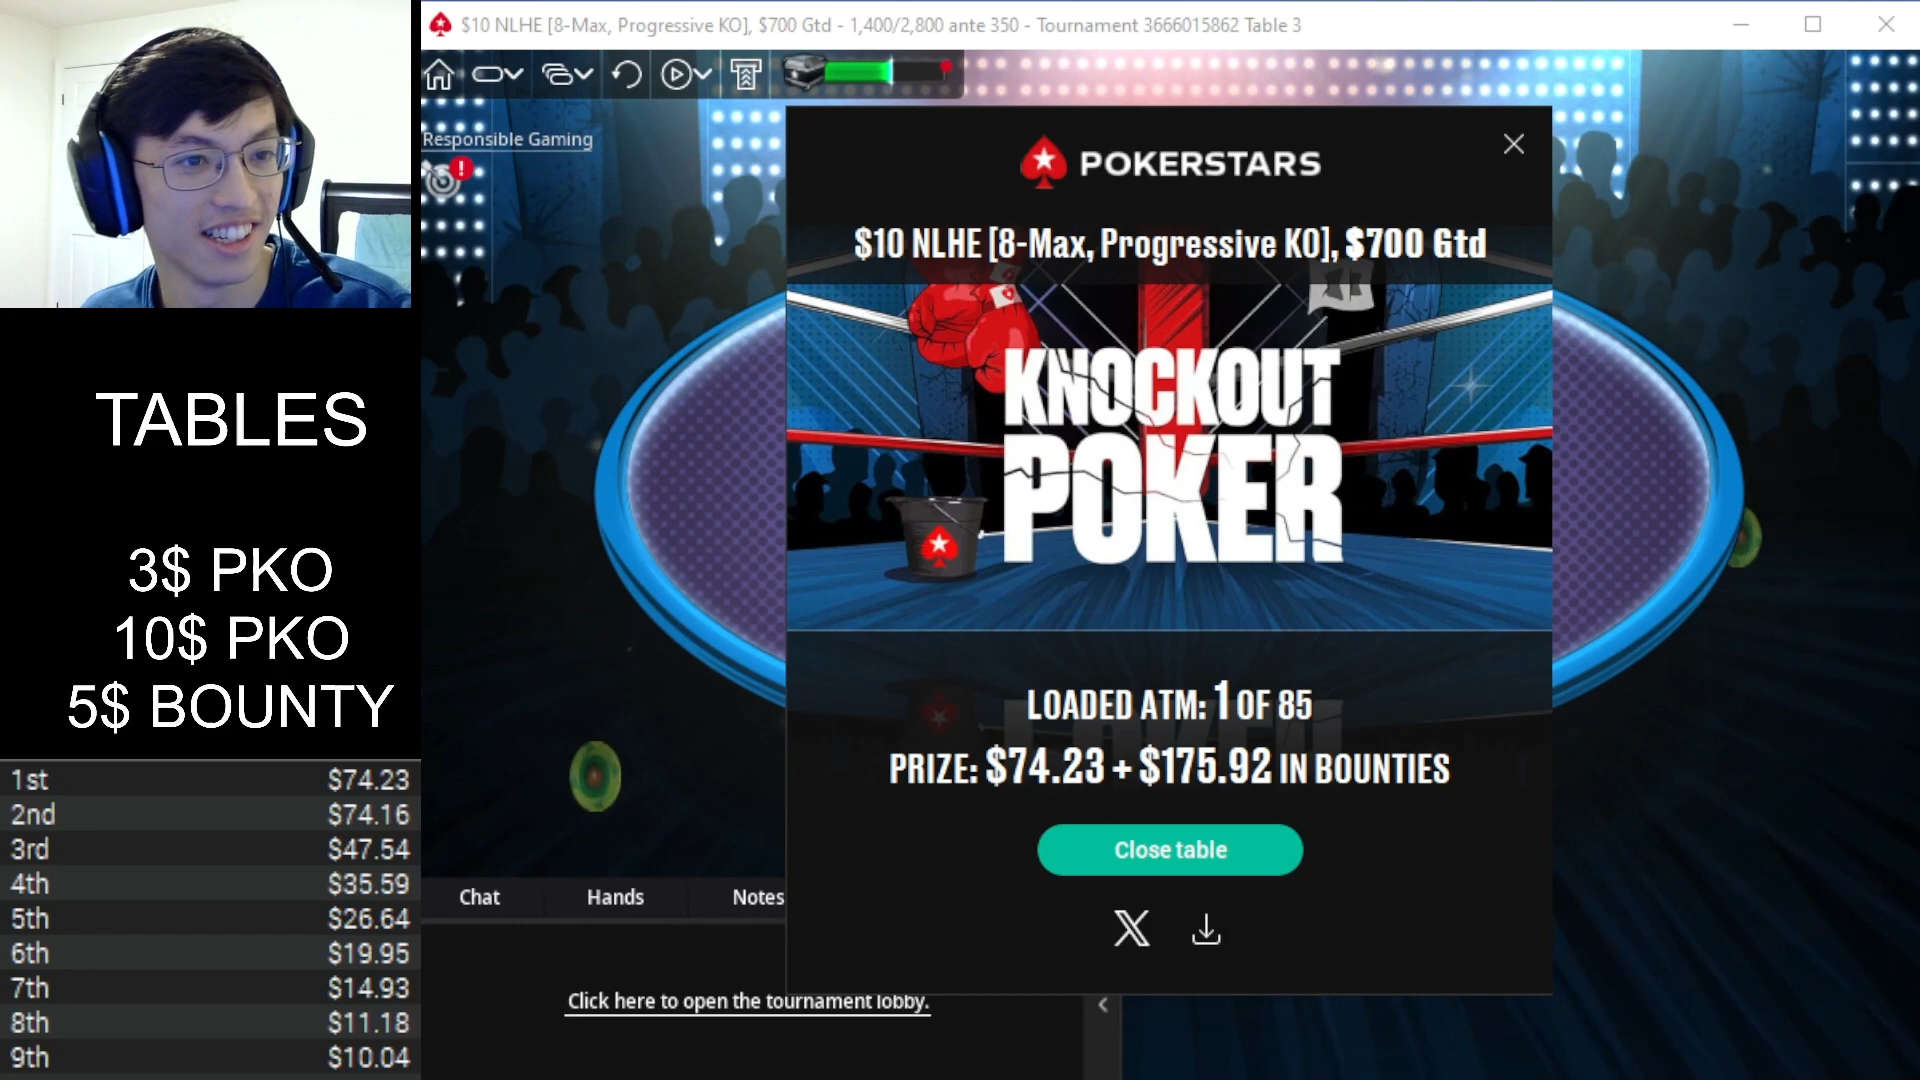 $10 NLHE [8-Max, Progressive KO], $700 Gtd - 1,400/2,800 ante 350 - Tournament 3666015862 Table 3
Responsible Gaming
!
POKERSTARS
$10 NLHE [8-Max, Progressive KO], $700 Gtd
KNOCKOUT
POKER
LOADED ATM: 1 OF 85
PRIZE: $74.23 + $175.92 IN BOUNTIES
Close table
Chat Hands Notes
Click here to open the tournament lobby.
TABLES
3$ PKO
10$ PKO
5$ BOUNTY
1st $74.23
2nd $74.16
3rd $47.54
4th $35.59
5th $26.64
6th $19.95
7th $14.93
8th $11.18
9th $10.04